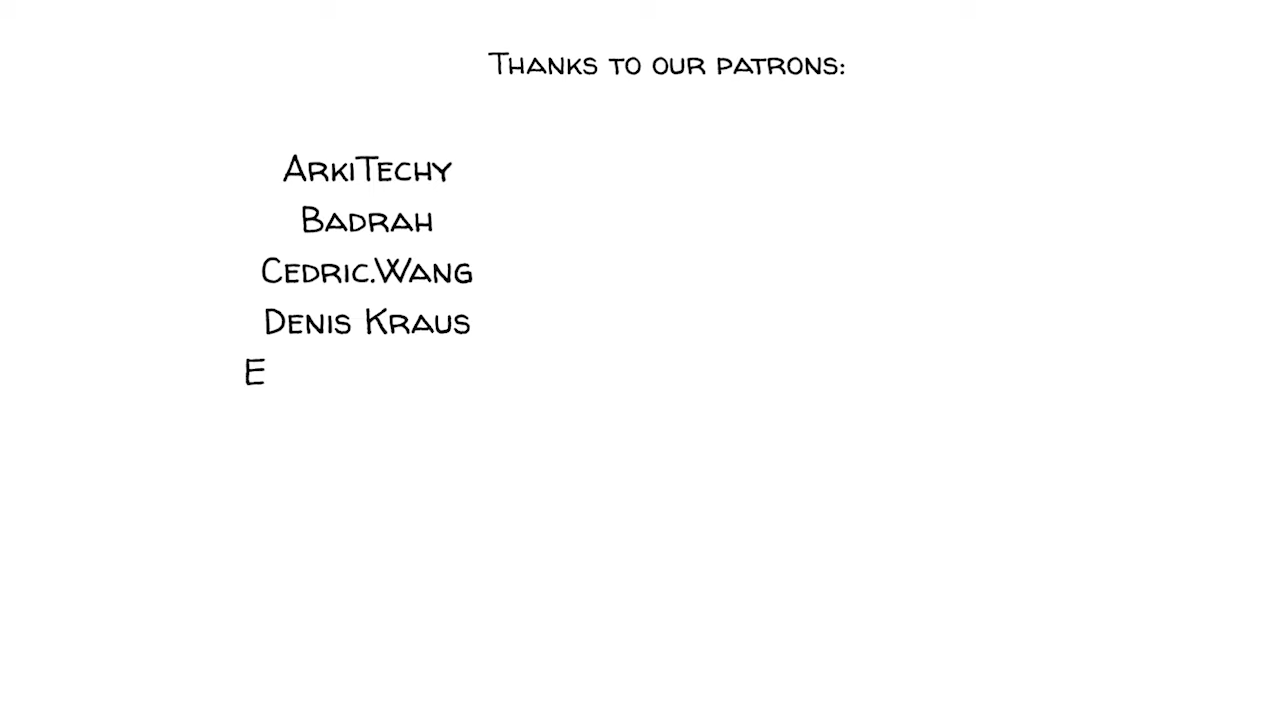 Thanks to our patrons:
ArkiTechy
Badrah
Cedric.Wang
Denis Kraus
E